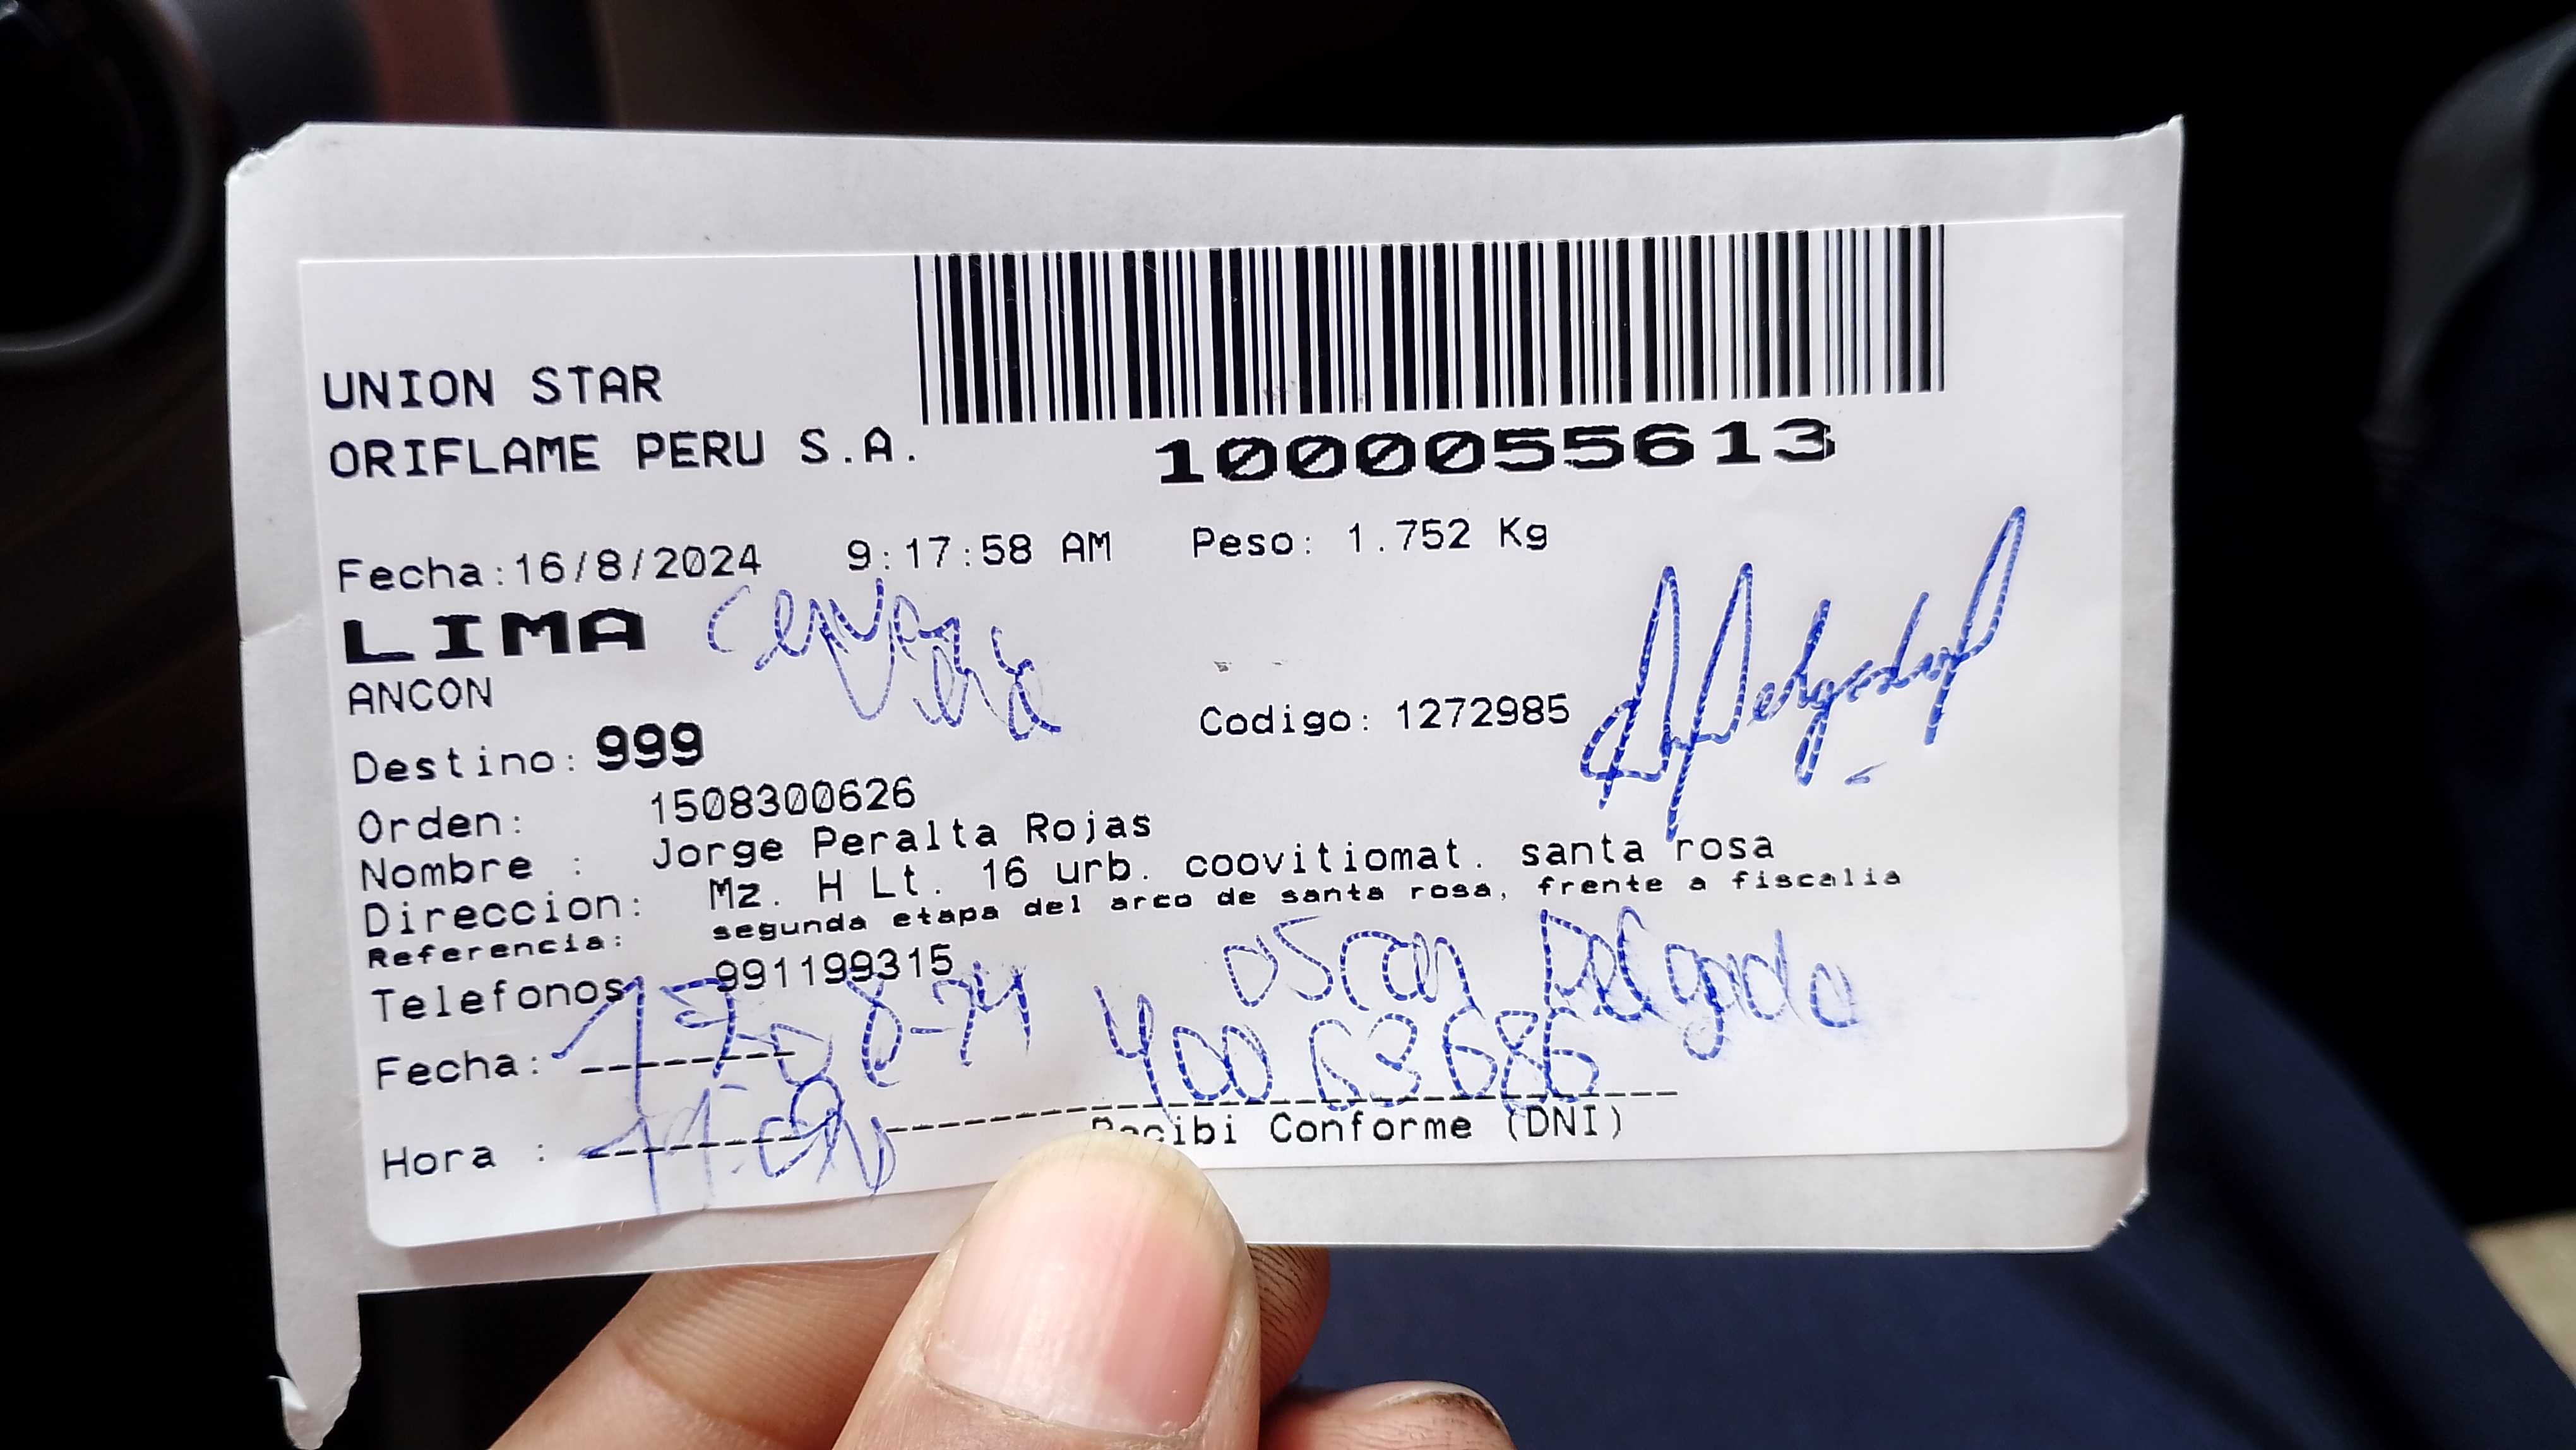 UNION STAR
ORIFLAME PERU S.A.
1000055613
Fecha:16/8/2024 9:17:58 AM Peso: 1.752 Kg
LIMA
ANCON
Destino: 999 Codigo: 1272985
Orden: 1508300626
Nombre : Jorge Peralta Rojas
Direccion: Mz. H Lt. 16 urb. coovitiomat. santa rosa
Referencia: segunda etapa del arco de santa rosa, frente a fiscalia
Telefonos 991199315
Oscar Delgado
Fecha:
40063686
Hora :
Recibi Conforme (DNI)